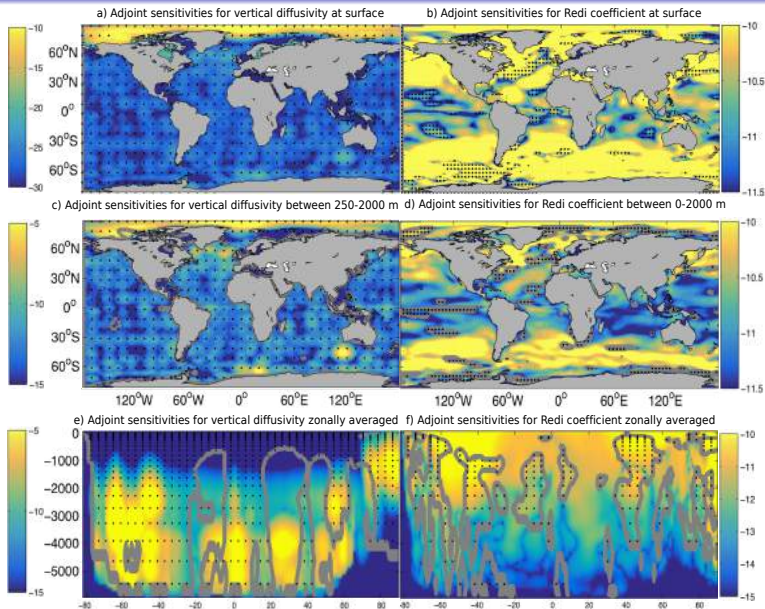 a) Adjoint sensitivities for vertical diffusivity at surface
b) Adjoint sensitivities for Redi coefficient at surface
-10
-15
-20
-25
-30
60°N
30°N
0°
30°S
60°S
-10
-10.5
-11
-11.5
c) Adjoint sensitivities for vertical diffusivity between 250-2000 m
d) Adjoint sensitivities for Redi coefficient between 0-2000 m
-5
-10
-15
60°N
30°N
0°
30°S
60°S
120°W
60°W
0°
60°E
120°E
120°W
60°W
0°
60°E
120°E
-10
-10.5
-11
-11.5
e) Adjoint sensitivities for vertical diffusivity zonally averaged
f) Adjoint sensitivities for Redi coefficient zonally averaged
-5
-10
-15
0
-1000
-2000
-3000
-4000
-5000
-80
-60
-40
-20
0
20
40
60
80
-80
-60
-40
-20
0
20
40
60
80
-10
-11
-12
-13
-14
-15